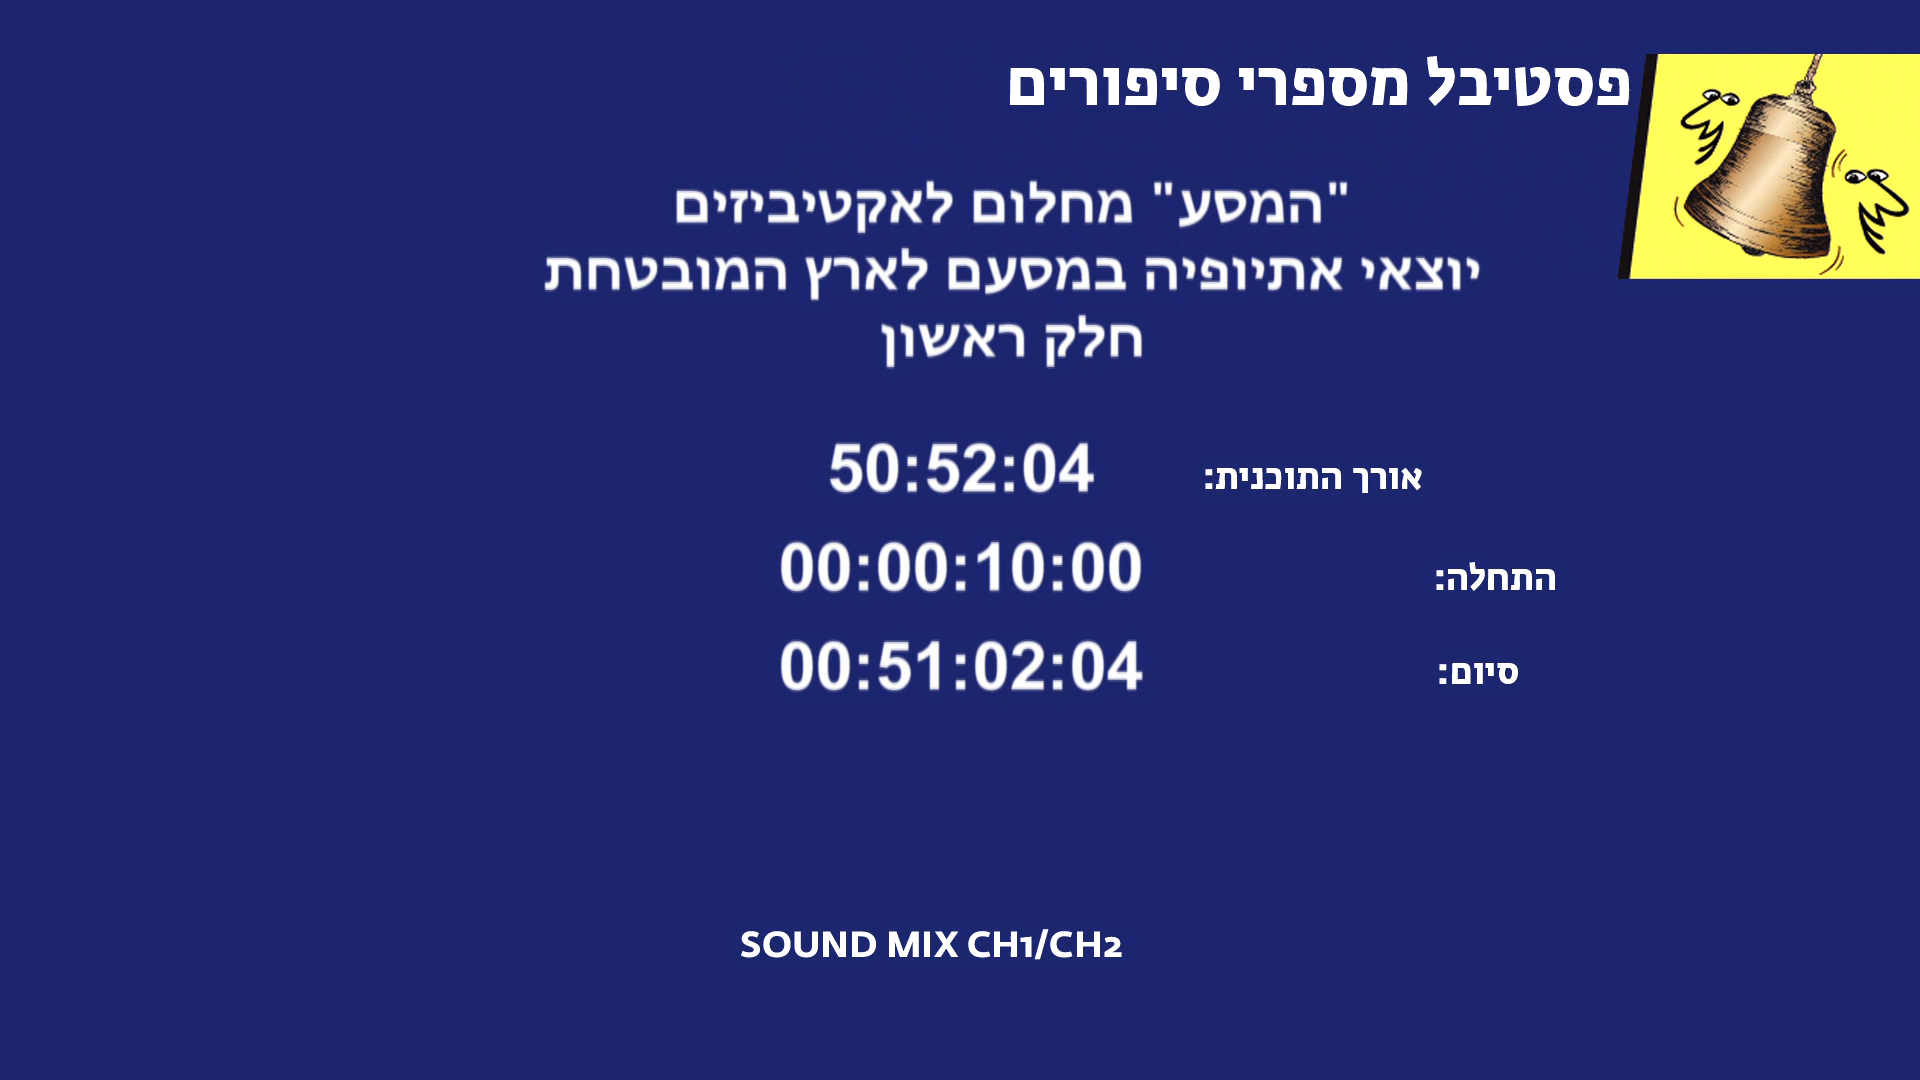 פסטיבל מספרי סיפורים
"המסע" מחלום לאקטיביזים
יוצאי אתיופיה במסעם לארץ המובטחת
חלק ראשון
אורך התוכנית: 50:52:04
התחלה: 00:00:10:00
סיום: 00:51:02:04
SOUND MIX CH1/CH2